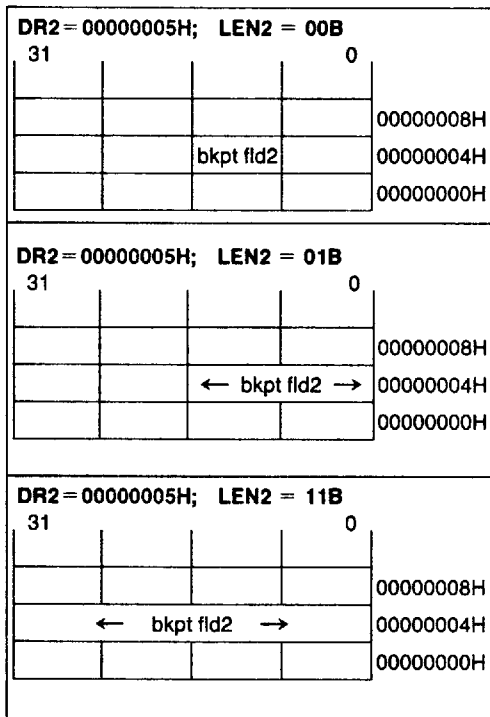 DR2=00000005H; LEN2 = 00B
31 0
00000008H
bkpt fld2 00000004H
00000000H
DR2=00000005H; LEN2 = 01B
31 0
00000008H
← bkpt fld2 → 00000004H
00000000H
DR2=00000005H; LEN2 = 11B
31 0
00000008H
← bkpt fld2 → 00000004H
00000000H